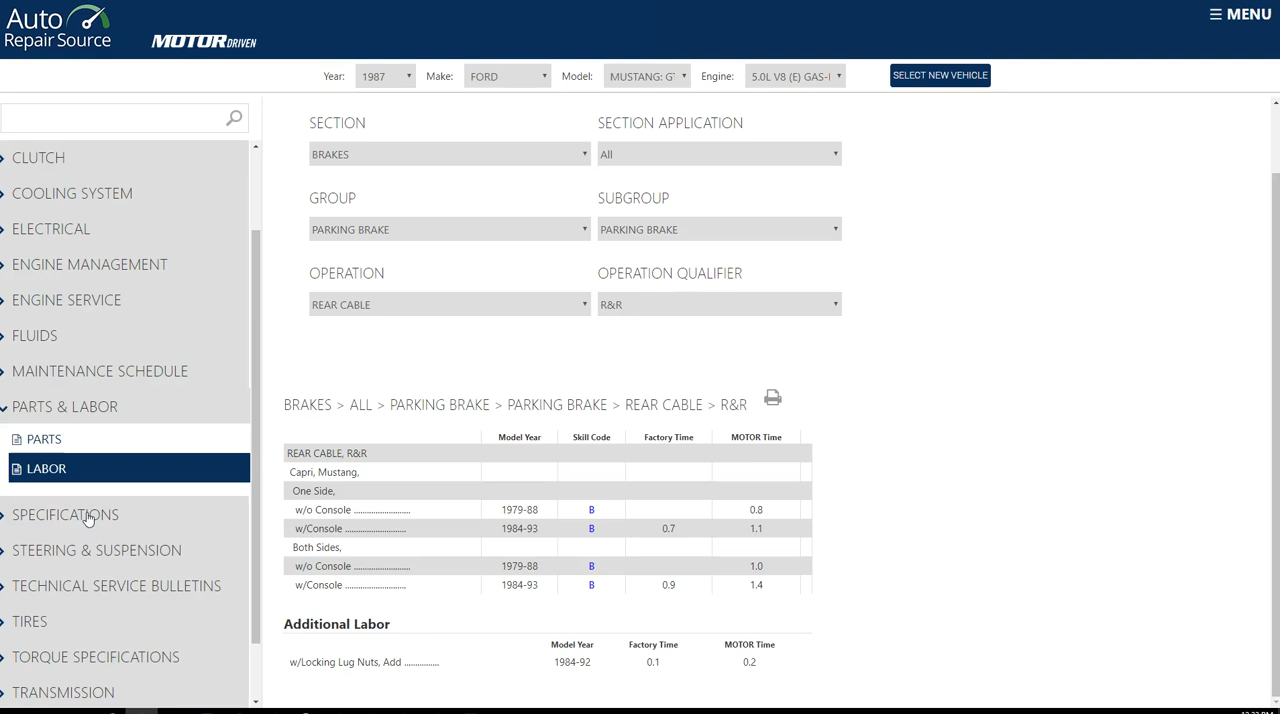 Auto
Repair Source
MOTOR DRIVEN
☰ MENU
Year: 1987 Make: FORD Model: MUSTANG: G Engine: 5.0L V8 (E) GAS- SELECT NEW VEHICLE
CLUTCH
COOLING SYSTEM
ELECTRICAL
ENGINE MANAGEMENT
ENGINE SERVICE
FLUIDS
MAINTENANCE SCHEDULE
PARTS & LABOR
PARTS
LABOR
SPECIFICATIONS
STEERING & SUSPENSION
TECHNICAL SERVICE BULLETINS
TIRES
TORQUE SPECIFICATIONS
TRANSMISSION
SECTION SECTION APPLICATION
BRAKES All
GROUP SUBGROUP
PARKING BRAKE PARKING BRAKE
OPERATION OPERATION QUALIFIER
REAR CABLE R&R
BRAKES > ALL > PARKING BRAKE > PARKING BRAKE > REAR CABLE > R&R
Model Year Skill Code Factory Time MOTOR Time
REAR CABLE, R&R
Capri, Mustang,
One Side,
w/o Console ........................ 1979-88 B 0.8
w/Console .......................... 1984-93 B 0.7 1.1
Both Sides,
w/o Console ........................ 1979-88 B 1.0
w/Console .......................... 1984-93 B 0.9 1.4
Additional Labor
Model Year Factory Time MOTOR Time
w/Locking Lug Nuts, Add ............... 1984-92 0.1 0.2